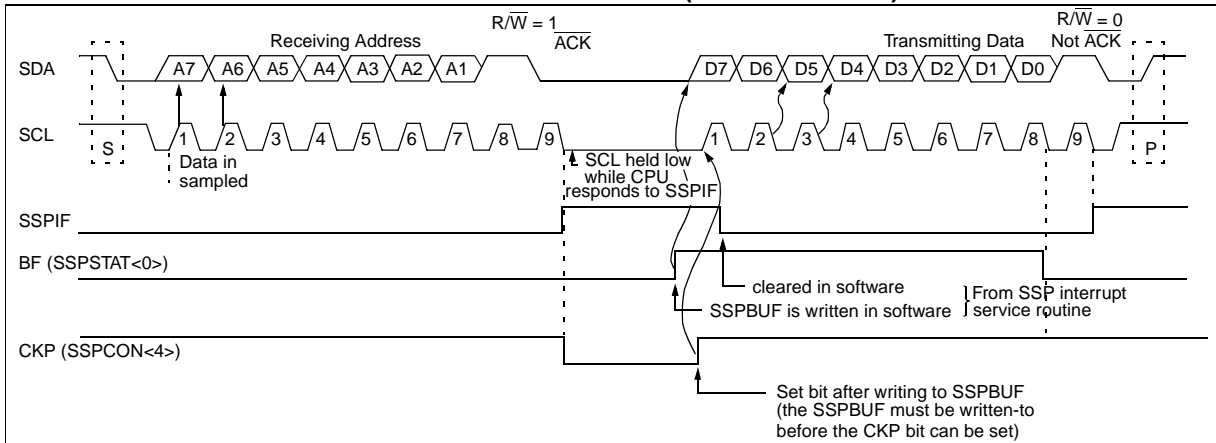 R/W = 1
ACK
R/W = 0
Not ACK
Receiving Address
Transmitting Data
SDA
A7 A6 A5 A4 A3 A2 A1
D7 D6 D5 D4 D3 D2 D1 D0
SCL
S
1 2 3 4 5 6 7 8 9
1 2 3 4 5 6 7 8 9
P
Data in
sampled
SCL held low
while CPU
responds to SSPIF
SSPIF
BF (SSPSTAT<0>)
cleared in software
SSPBUF is written in software
From SSP interrupt
service routine
CKP (SSPCON<4>)
Set bit after writing to SSPBUF
(the SSPBUF must be written-to
before the CKP bit can be set)